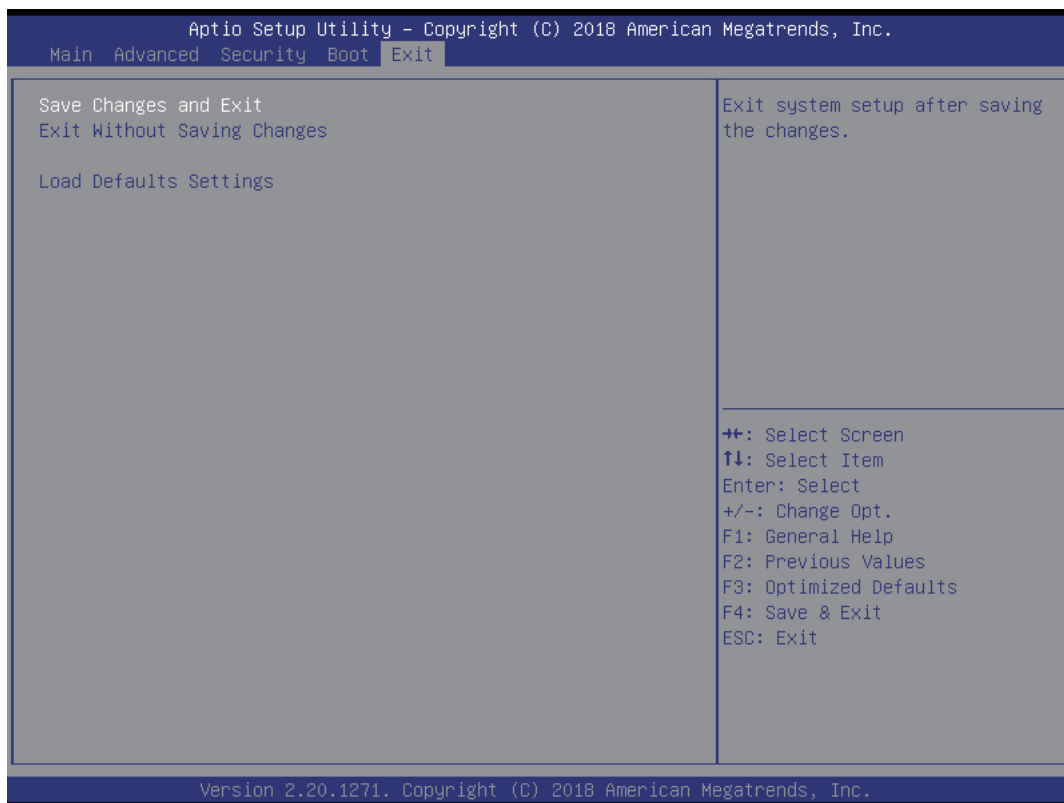 Aptio Setup Utility – Copyright (C) 2018 American Megatrends, Inc.
Main Advanced Security Boot Exit
Save Changes and Exit
Exit Without Saving Changes
Load Defaults Settings
Exit system setup after saving
the changes.
→←: Select Screen
↑↓: Select Item
Enter: Select
+/-: Change Opt.
F1: General Help
F2: Previous Values
F3: Optimized Defaults
F4: Save & Exit
ESC: Exit
Version 2.20.1271. Copyright (C) 2018 American Megatrends, Inc.